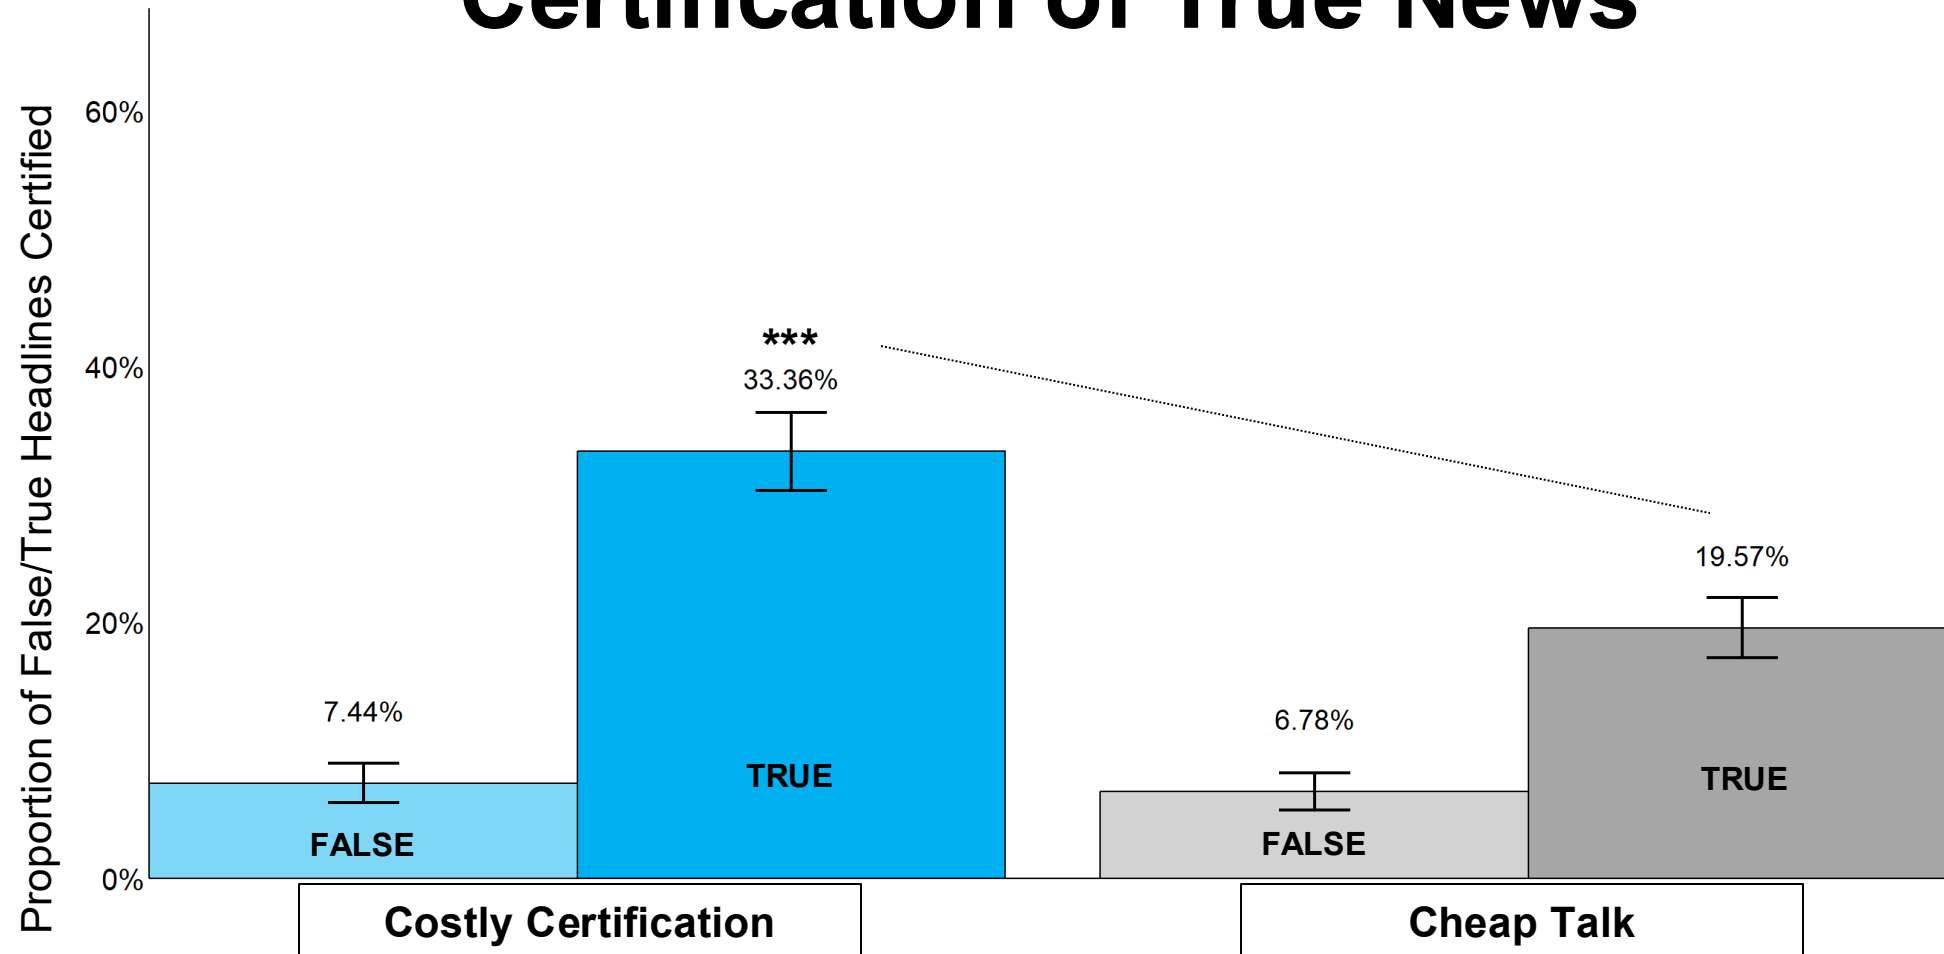 Certification of True News
Proportion of False/True Headlines Certified
60%
40%
20%
0%
***
33.36%
19.57%
7.44%
6.78%
TRUE
TRUE
FALSE
FALSE
Costly Certification
Cheap Talk